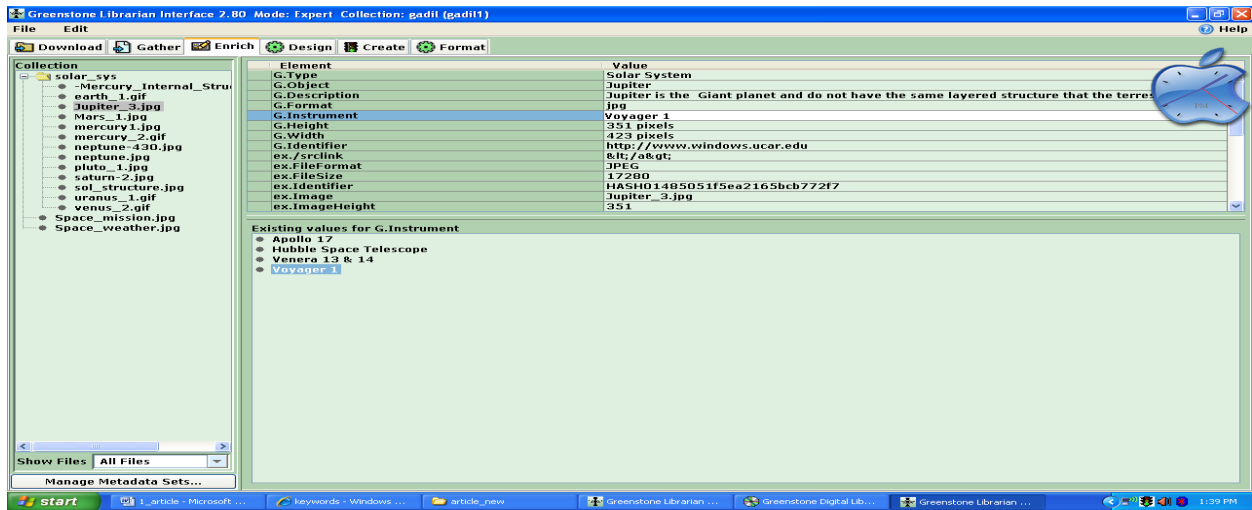 Greenstone Librarian Interface 2.80 Mode: Expert Collection: gadil (gadil1)
File Edit Help
Download Gather Enrich Design Create Format
Collection
solar_sys
-Mercury_Internal_Stru
earth_1.gif
Jupiter_3.jpg
Mars_1.jpg
mercury1.jpg
mercury_2.gif
neptune-430.jpg
neptune.jpg
pluto_1.jpg
saturn-2.jpg
sol_structure.jpg
uranus_1.gif
venus_2.gif
Space_mission.jpg
Space_weather.jpg
Show Files All Files
Manage Metadata Sets...
Element Value
G.Type Solar System
G.Object Jupiter
G.Description Jupiter is the Giant planet and do not have the same layered structure that the terres
G.Format jpg
G.Instrument Voyager 1
G.Height 351 pixels
G.Width 423 pixels
G.Identifier http://www.windows.ucar.edu
ex./srclink &lt;/a&gt;
ex.FileFormat JPEG
ex.FileSize 17280
ex.Identifier HASH01485051f5ea2165bcb772f7
ex.Image Jupiter_3.jpg
ex.ImageHeight 351
Existing values for G.Instrument
Apollo 17
Hubble Space Telescope
Venera 13 & 14
Voyager 1
start 1_article - Microsoft ... keywords - Windows ... article_new Greenstone Librarian ... Greenstone Digital Lib... Greenstone Librarian ... 1:39 PM